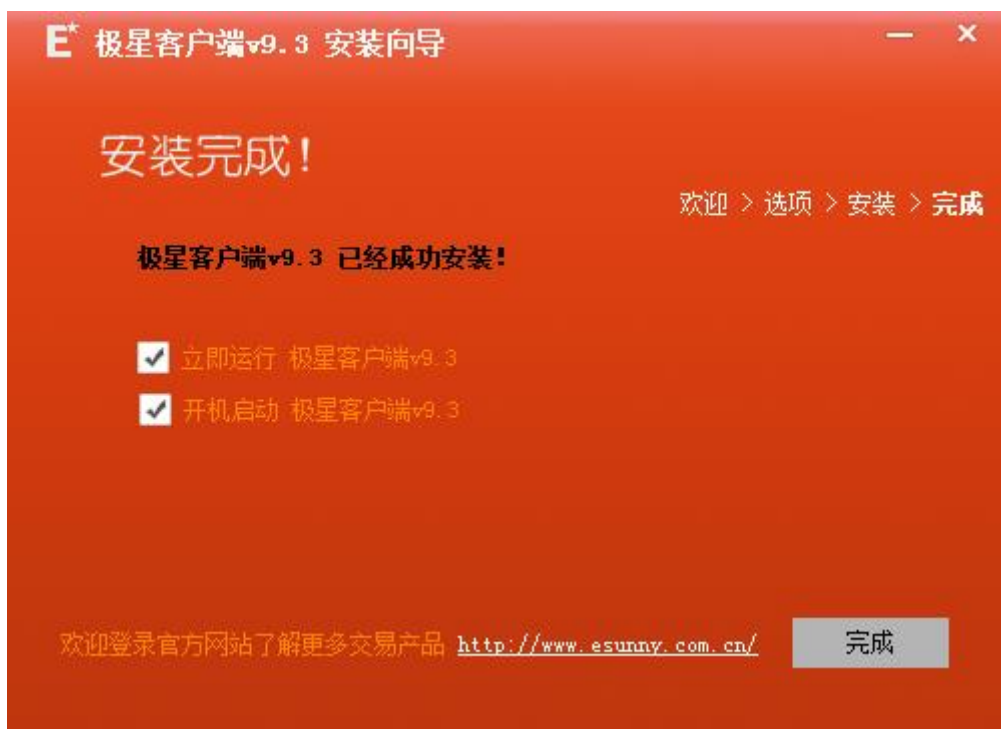 E* 极星客户端v9.3 安装向导
安装完成!
欢迎 > 选项 > 安装 > 完成
极星客户端v9.3 已经成功安装!
立即运行 极星客户端v9.3
开机启动 极星客户端v9.3
欢迎登录官方网站了解更多交易产品 http://www.esunny.com.cn/ 完成